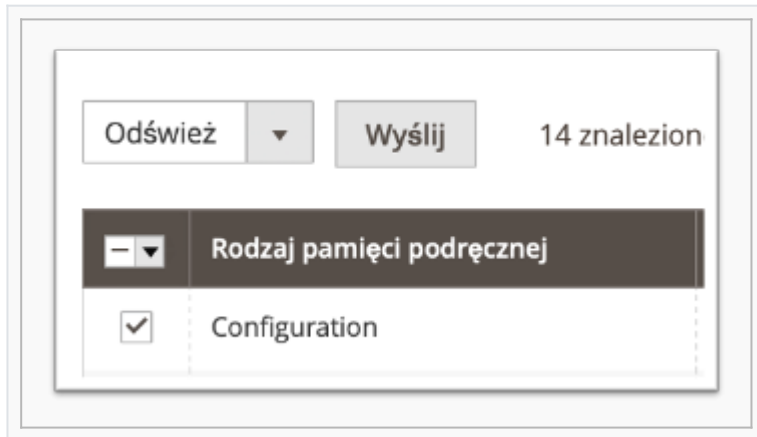 Odśwież Wyślij 14 znalezion
Rodzaj pamięci podręcznej
Configuration